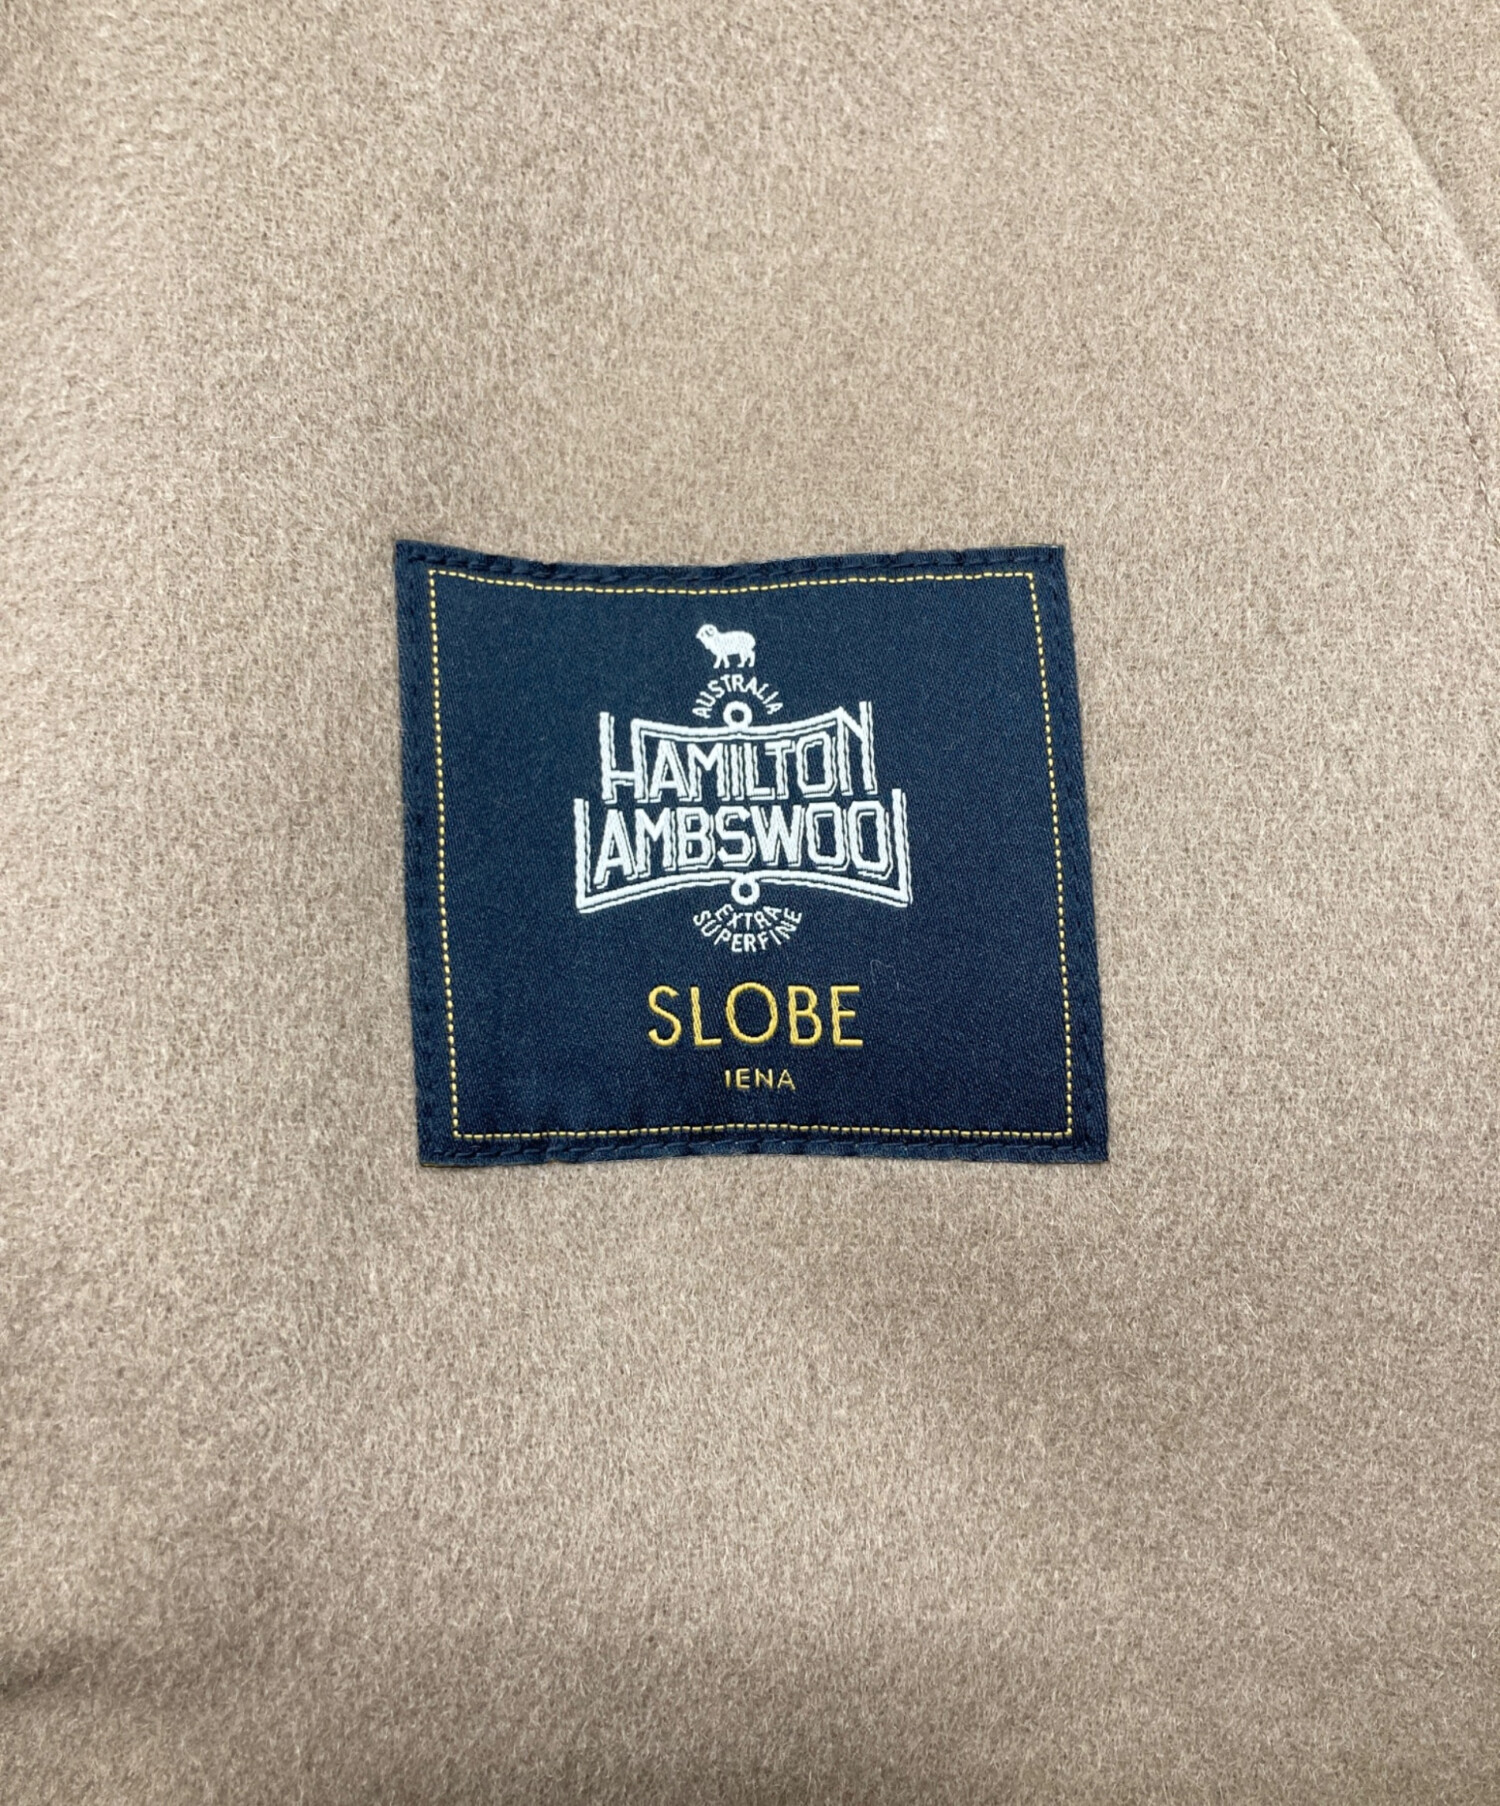 AUSTRALIA
HAMILTON
LAMBSWOOL
EXTRA
SUPERFINE
SLOBE
IENA